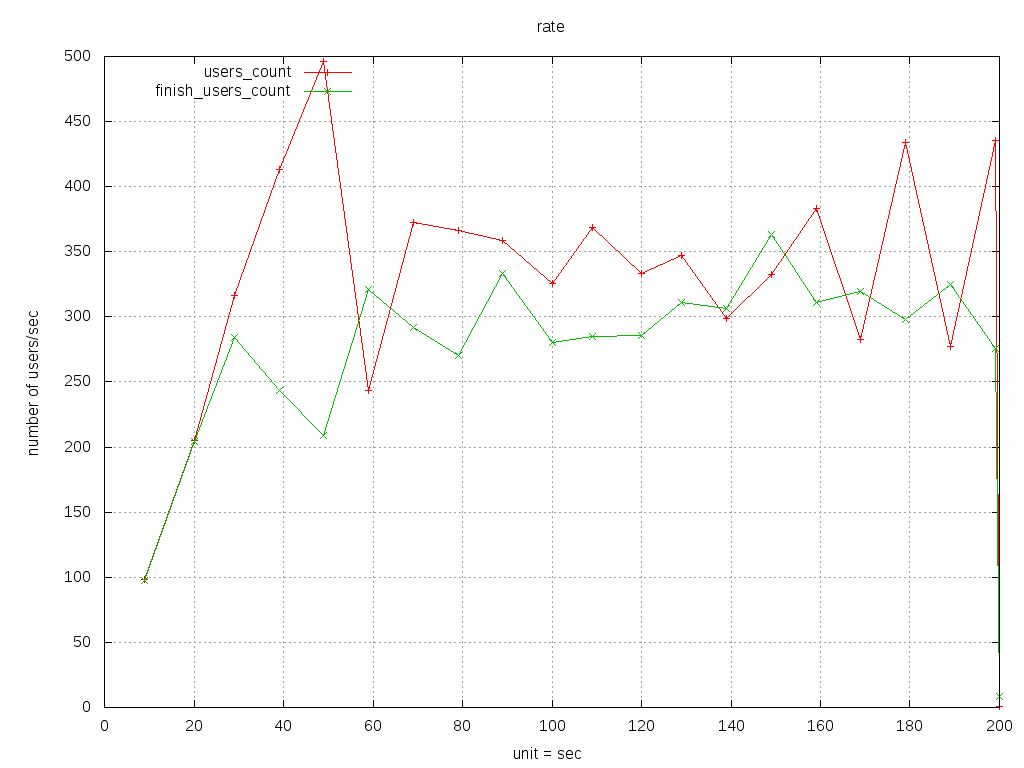 rate
users_count
finish_users_count
number of users/sec
500
450
400
350
300
250
200
150
100
50
0
0 20 40 60 80 100 120 140 160 180 200
unit = sec